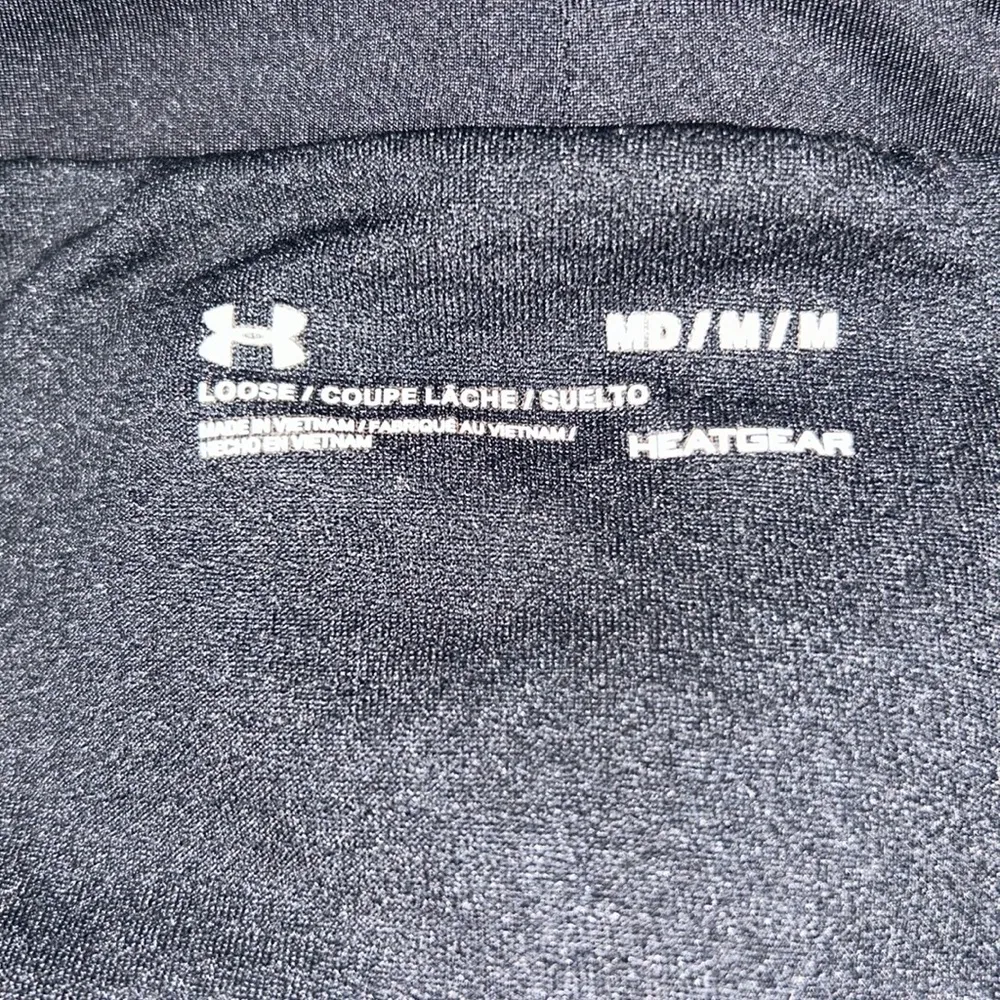 MD/M/M
LOOSE / COUPE LÂCHE / SUELTO
MADE IN VIETNAM / FABRIQUÉ AU VIETNAM /
HECHO EN VIETNAM
HEATGEAR